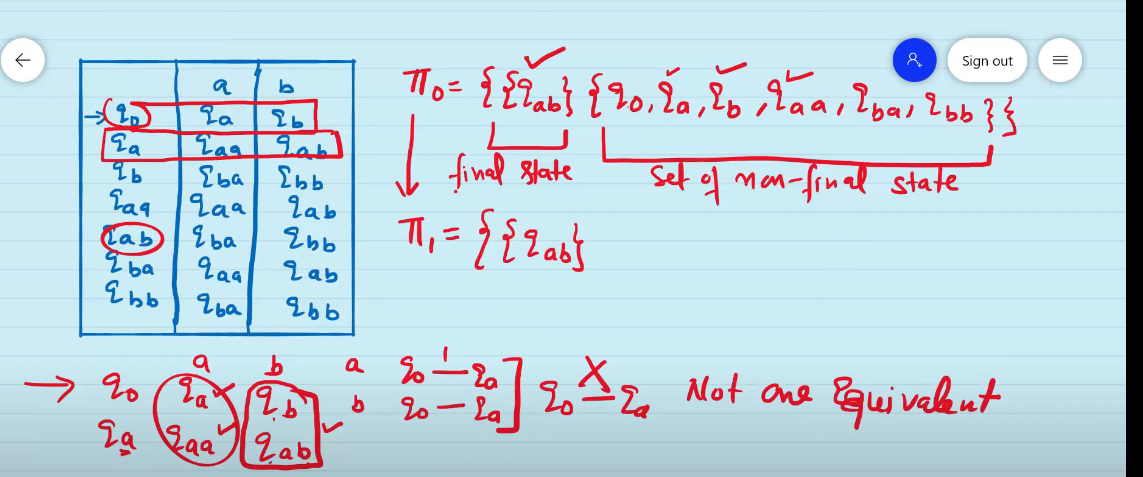 Sign out
a b
→ q0 qa qb
qa qaa qab
qb qba qbb
qaa qaa qab
qab qba qbb
qba qaa qab
qbb qba qbb
π0 = {{qab} {q0, qa, qb, qaa, qba, qbb}}
final state
set of non-final state
π1 = {{qab}
a b
→ q0 qa qb
qa qaa qab
a q0 — qa
b q0 — qa
q0 — qa Not one Equivalent